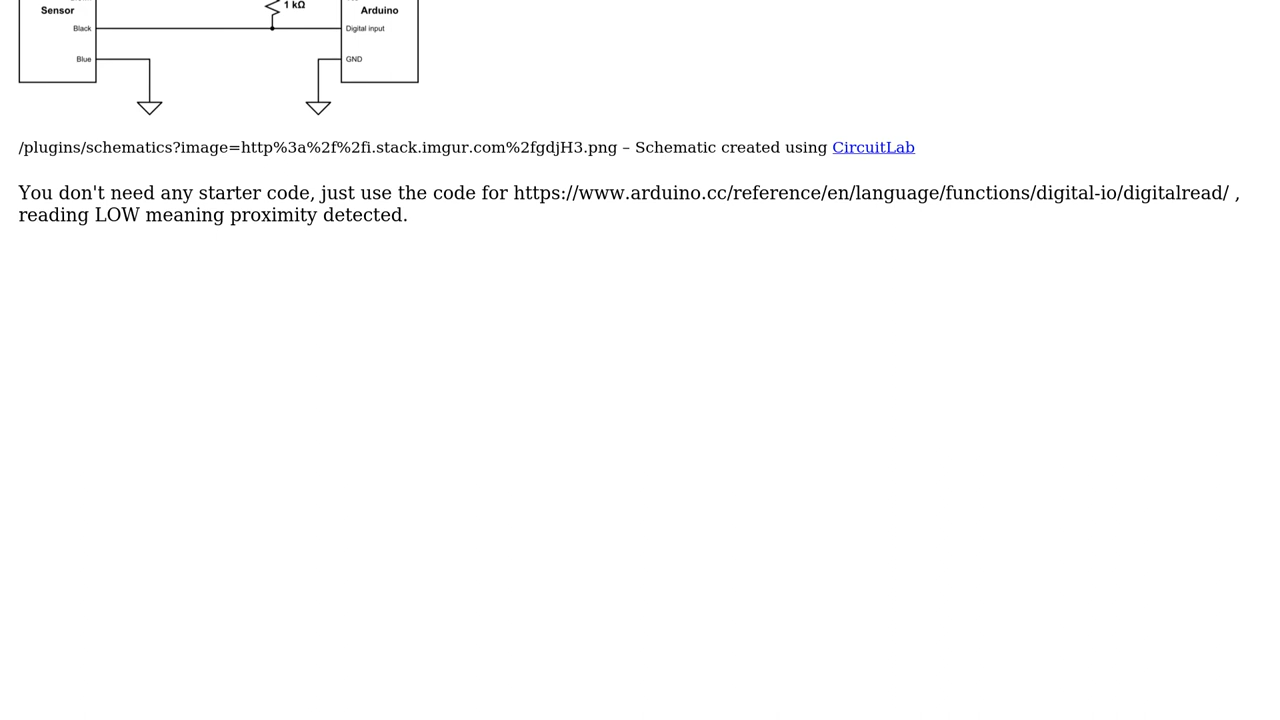 Sensor
1 kΩ
Arduino
Black
Digital input
Blue
GND
/plugins/schematics?image=http%3a%2f%2fi.stack.imgur.com%2fgdjH3.png – Schematic created using CircuitLab
You don't need any starter code, just use the code for https://www.arduino.cc/reference/en/language/functions/digital-io/digitalread/ ,
reading LOW meaning proximity detected.